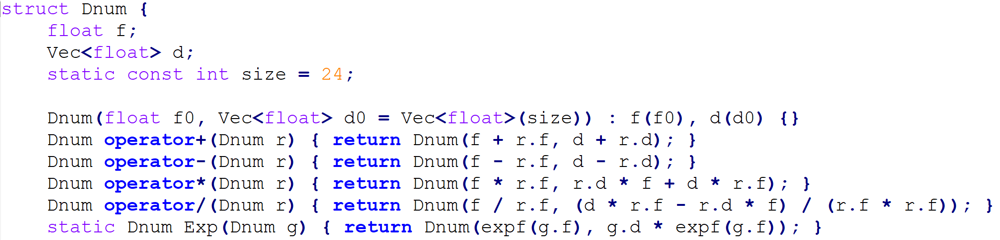 struct Dnum {
    float f;
    Vec<float> d;
    static const int size = 24;

    Dnum(float f0, Vec<float> d0 = Vec<float>(size)) : f(f0), d(d0) {}
    Dnum operator+(Dnum r) { return Dnum(f + r.f, d + r.d); }
    Dnum operator-(Dnum r) { return Dnum(f - r.f, d - r.d); }
    Dnum operator*(Dnum r) { return Dnum(f * r.f, r.d * f + d * r.f); }
    Dnum operator/(Dnum r) { return Dnum(f / r.f, (d * r.f - r.d * f) / (r.f * r.f)); }
    static Dnum Exp(Dnum g) { return Dnum(expf(g.f), g.d * expf(g.f)); }